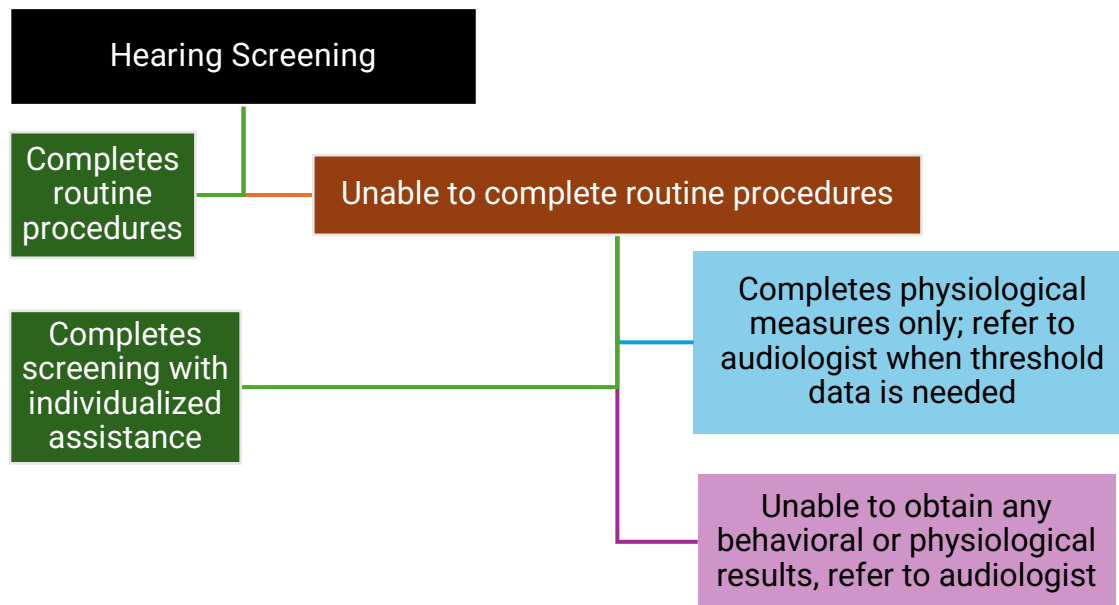 Hearing Screening
Completes
routine
procedures
Unable to complete routine procedures
Completes physiological
measures only; refer to
audiologist when threshold
data is needed
Completes
screening with
individualized
assistance
Unable to obtain any
behavioral or physiological
results, refer to audiologist